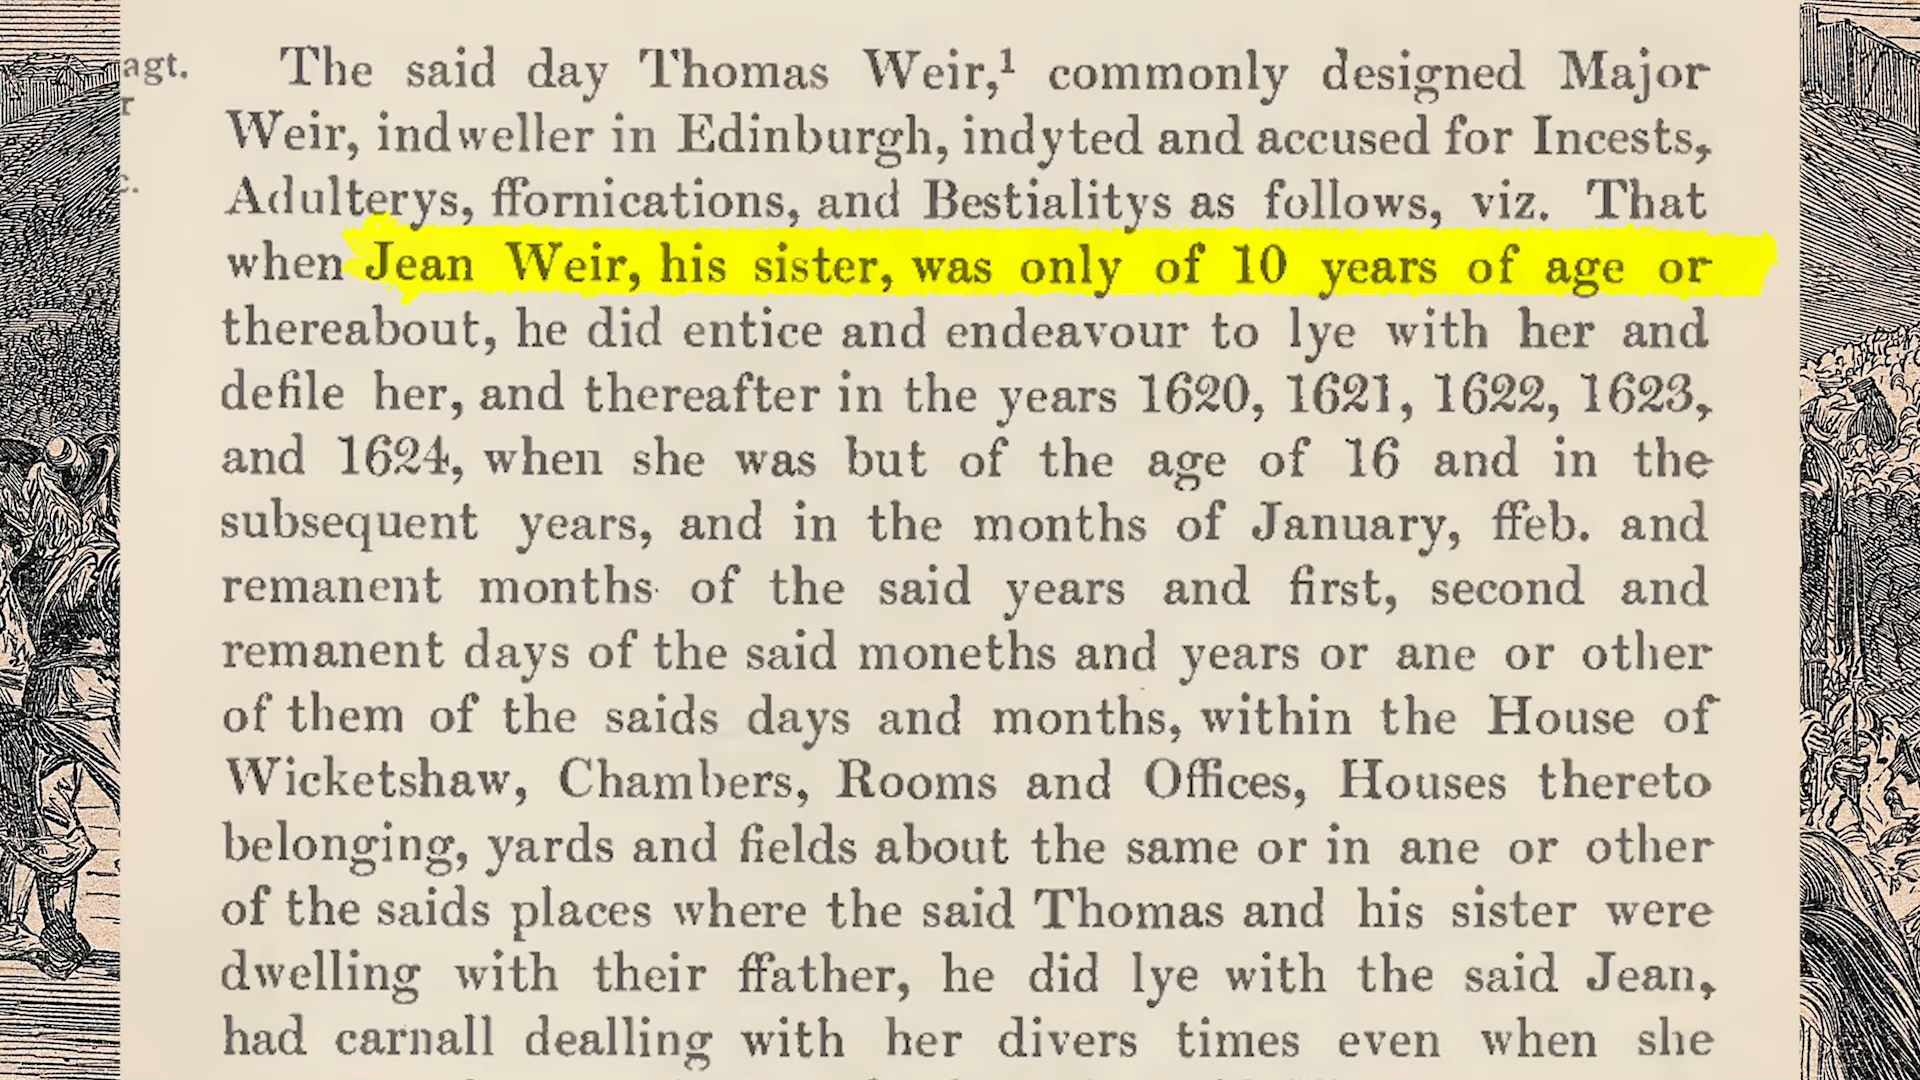 agt.
r
c.
The said day Thomas Weir,¹ commonly designed Major
Weir, indweller in Edinburgh, indyted and accused for Incests,
Adulterys, ffornications, and Bestialitys as follows, viz. That
when Jean Weir, his sister, was only of 10 years of age or
thereabout, he did entice and endeavour to lye with her and
defile her, and thereafter in the years 1620, 1621, 1622, 1623,
and 1624, when she was but of the age of 16 and in the
subsequent years, and in the months of January, ffeb. and
remanent months of the said years and first, second and
remanent days of the said moneths and years or ane or other
of them of the saids days and months, within the House of
Wicketshaw, Chambers, Rooms and Offices, Houses thereto
belonging, yards and fields about the same or in ane or other
of the saids places where the said Thomas and his sister were
dwelling with their ffather, he did lye with the said Jean,
had carnall dealling with her divers times even when she